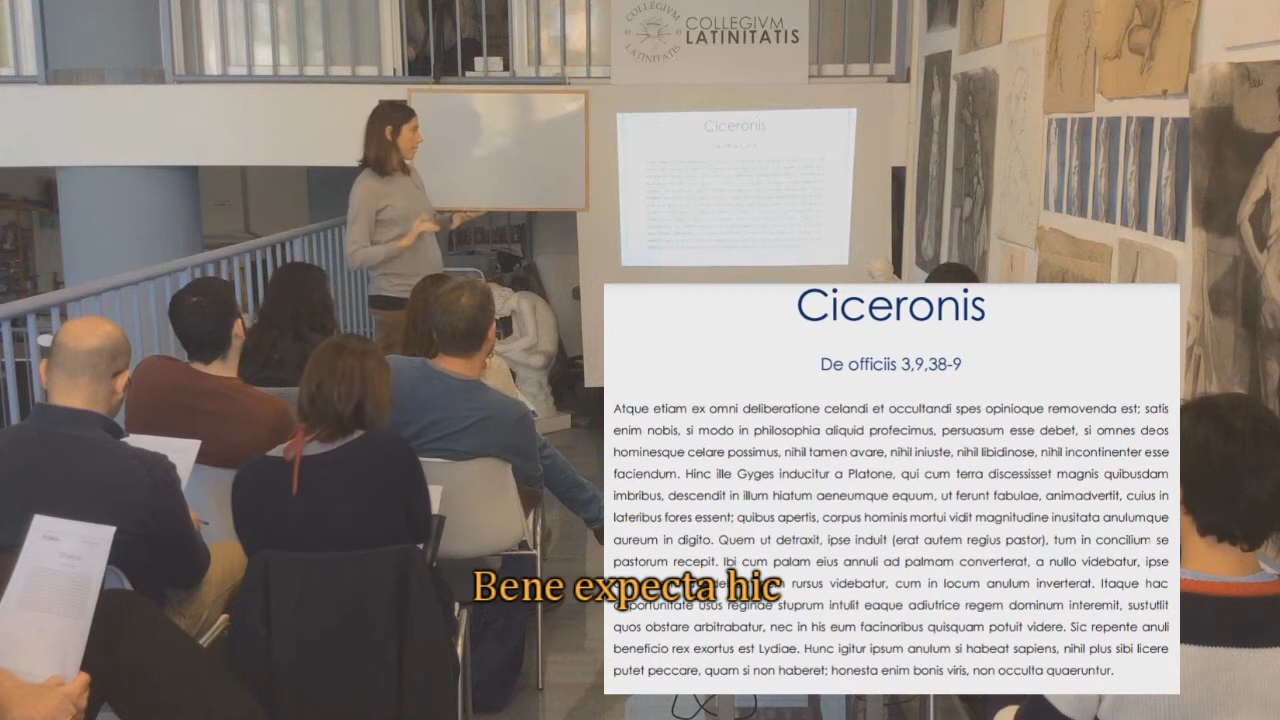 COLLEGIVM
LATINITATIS
COLLEGIVM
LATINITATIS
Ciceronis
Ciceronis
De officiis 3,9,38-9
Atque etiam ex omni deliberatione celandi et occultandi spes opinioque removenda est; satis
enim nobis, si modo in philosophia aliquid profecimus, persuasum esse debet, si omnes deos
hominesque celare possimus, nihil tamen avare, nihil iniuste, nihil libidinose, nihil incontinenter esse
faciendum. Hinc ille Gyges inducitur a Platone, qui cum terra discessisset magnis quibusdam
imbribus, descendit in illum hiatum aeneumque equum, ut ferunt fabulae, animadvertit, cuius in
lateribus fores essent; quibus apertis, corpus hominis mortui vidit magnitudine inusitata anulumque
aureum in digito. Quem ut detraxit, ipse induit (erat autem regius pastor), tum in concilium se
pastorum recepit. Ibi cum palam eius anuli ad palmam converterat, a nullo videbatur, ipse
rursus videbatur, cum in locum anulum inverterat. Itaque hac
opportunitate usus reginae stuprum intulit eaque adiutrice regem dominum interemit, sustullit
quos obstare arbitrabatur, nec in his eum facinoribus quisquam potuit videre. Sic repente anuli
beneficio rex exortus est Lydiae. Hunc igitur ipsum anulum si habeat sapiens, nihil plus sibi licere
putet peccare, quam si non haberet; honesta enim bonis viris, non occulta quaeruntur.
Bene expecta hic